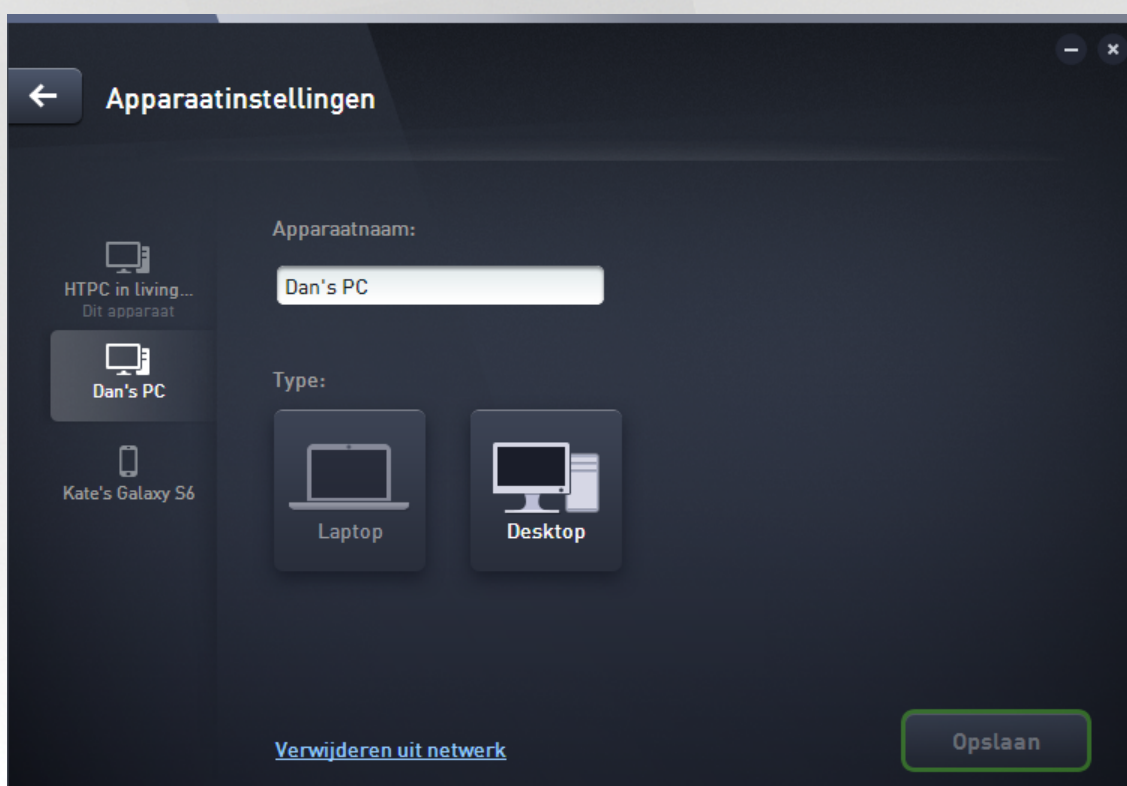 Apparaatinstellingen
HTPC in living...
Dit apparaat
Dan's PC
Kate's Galaxy S6
Apparaatnaam:
Dan's PC
Type:
Laptop
Desktop
Verwijderen uit netwerk
Opslaan